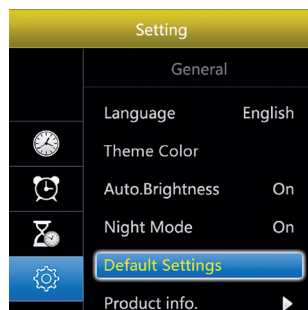 Setting
General
Language English
Theme Color
Auto.Brightness On
Night Mode On
Default Settings
Product info.